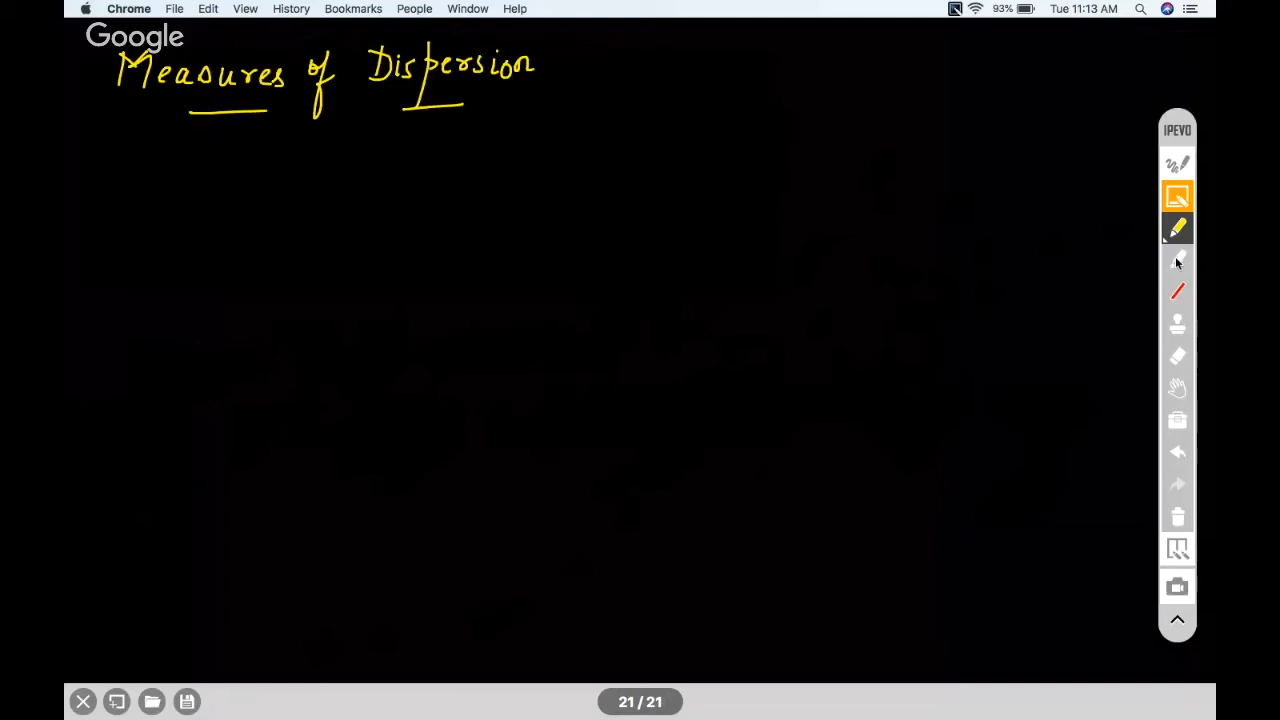 Chrome File Edit View History Bookmarks People Window Help 93% Tue 11:13 AM
Google
Measures of Dispersion
IPEVO
21 / 21